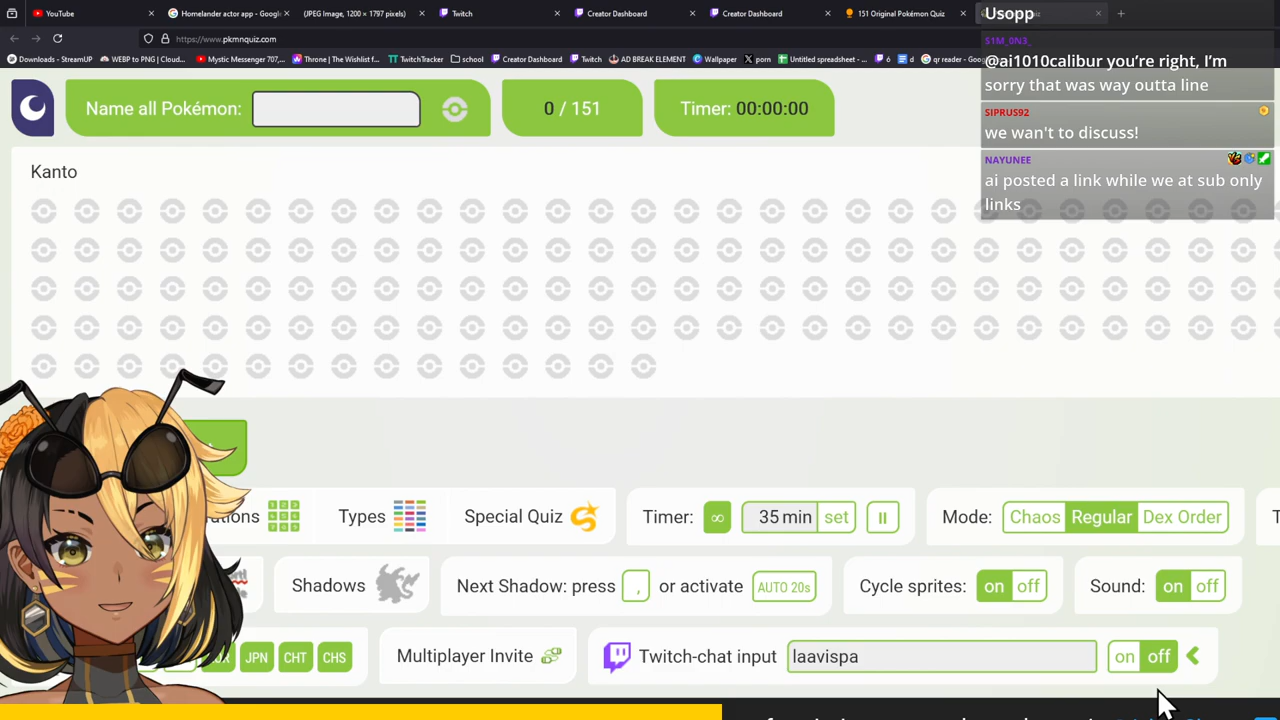 YouTube
Homelander actor app - Googl
(JPEG Image, 1200 × 1797 pixels)
Twitch
Creator Dashboard
Creator Dashboard
151 Original Pokémon Quiz
Usopp
https://www.pkmnquiz.com
Downloads - StreamUP
WEBP to PNG | Cloud...
Mystic Messenger 707,...
Throne | The Wishlist f...
TwitchTracker
school
Creator Dashboard
Twitch
AD BREAK ELEMENT
Wallpaper
porn
Untitled spreadsheet - ...
6
d
qr reader - Goog...
S1M_0N3_
@ai1010calibur you’re right, I’m
sorry that was way outta line
SIPRUS92
we wan't to discuss!
NAYUNEE
ai posted a link while we at sub only
links
Name all Pokémon:
0 / 151
Timer: 00:00:00
Kanto
Types
Special Quiz
Timer: ∞ 35 min set
Mode: Chaos Regular Dex Order
Shadows
Next Shadow: press , or activate AUTO 20s
Cycle sprites: on off
Sound: on off
JPN CHT CHS
Multiplayer Invite
Twitch-chat input laavispa on off